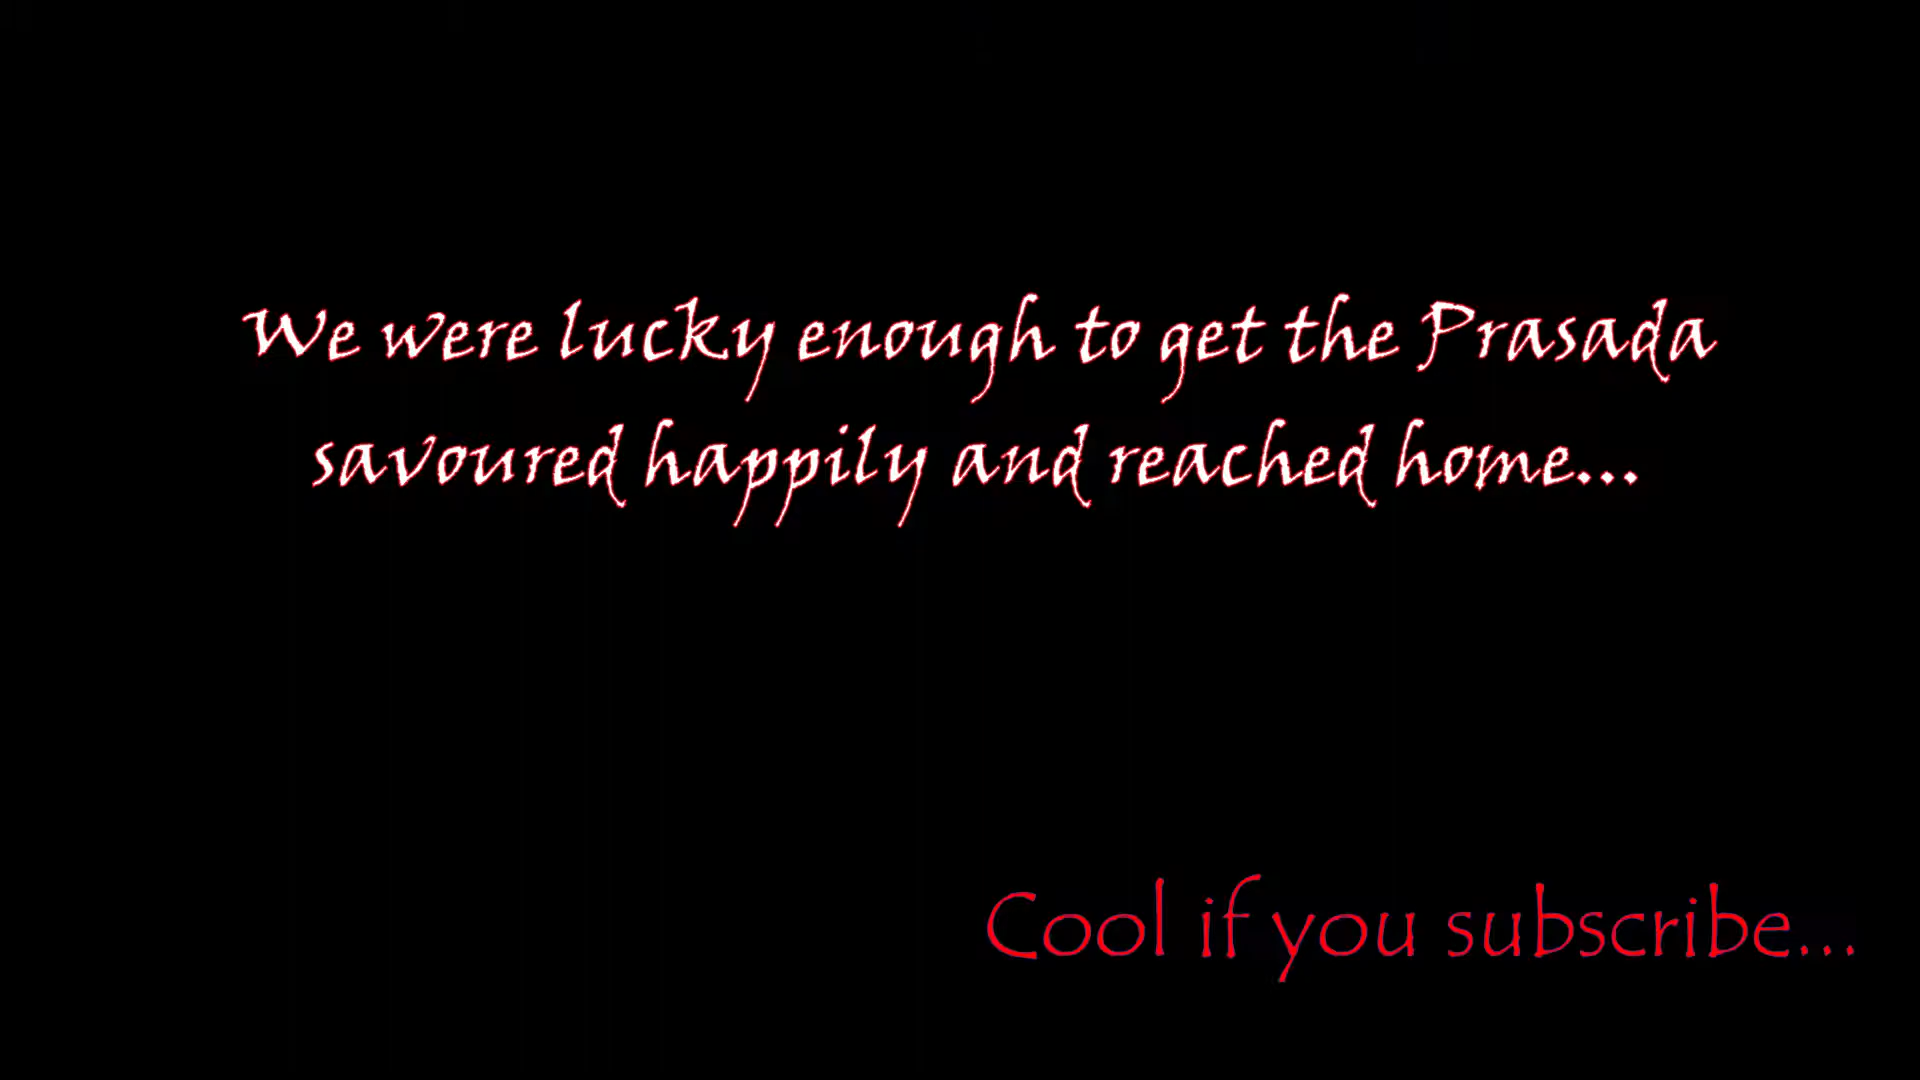 We were lucky enough to get the Prasada
savoured happily and reached home...
Cool if you subscribe...